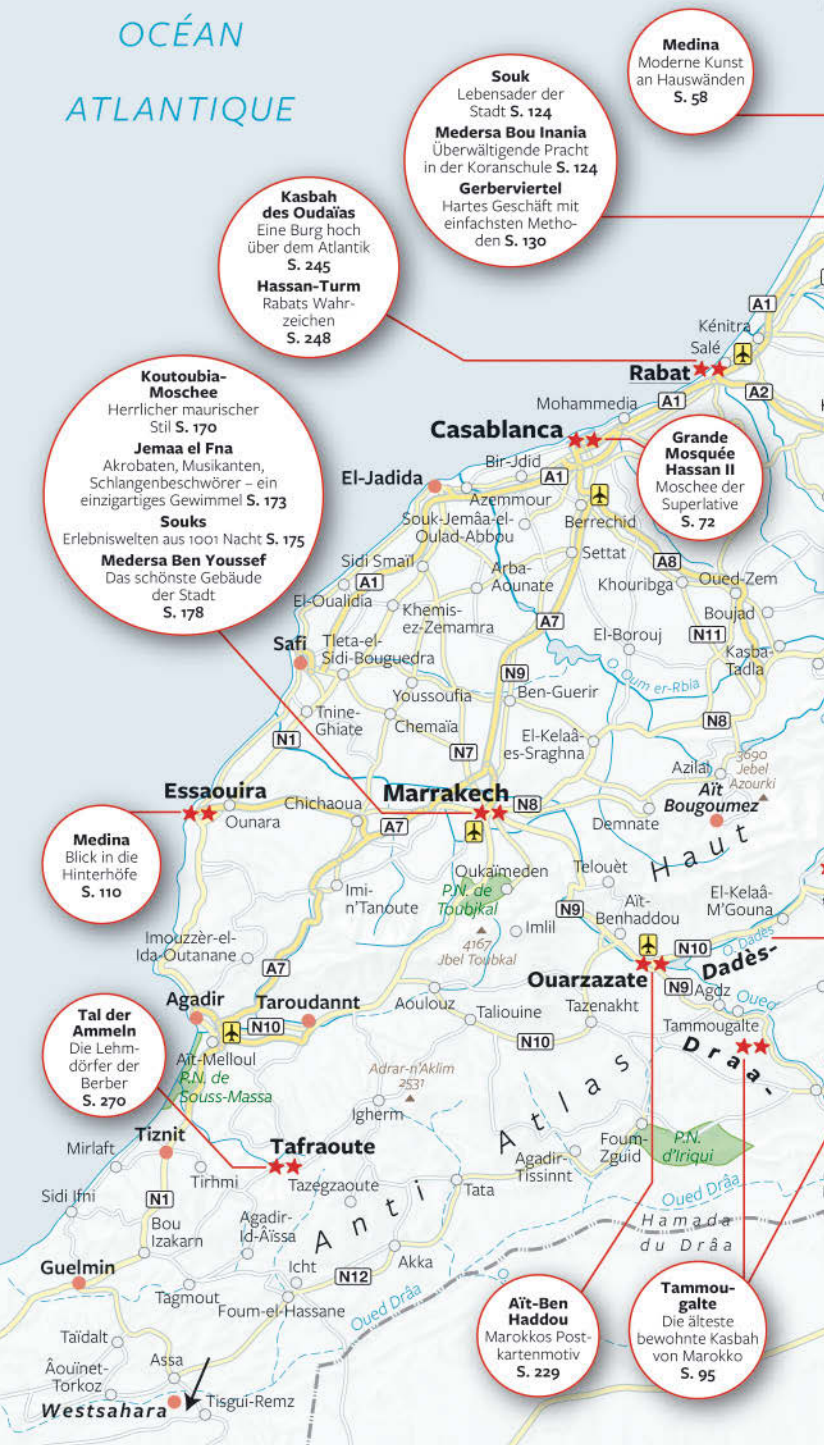 OCÉAN
ATLANTIQUE
Medina
Moderne Kunst
an Hauswänden
S. 58
Souk
Lebensader der
Stadt S. 124
Medersa Bou Inania
Überwältigende Pracht
in der Koranschule S. 124
Gerberviertel
Hartes Geschäft mit
einfachsten Metho-
den S. 130
Kasbah
des Oudaïas
Eine Burg hoch
über dem Atlantik
S. 245
Hassan-Turm
Rabats Wahr-
zeichen
S. 248
A1
Kénitra
Salé
Rabat
A2
A1
Mohammedia
Koutoubia-
Moschee
Herrlicher maurischer
Stil S. 170
Jemaa el Fna
Akrobaten, Musikanten,
Schlangenbeschwörer – ein
einzigartiges Gewimmel S. 173
Souks
Erlebniswelten aus 1001 Nacht S. 175
Medersa Ben Youssef
Das schönste Gebäude
der Stadt
S. 178
Casablanca
Grande
Mosquée
Hassan II
Moschee der
Superlative
S. 72
Bir-Jdid
A1
El-Jadida
Azemmour
Souk-Jemâa-el-
Oulad-Abbou
Berrechid
Settat
Sidi Smaïl
A1
Arba-
Aounate
A8
Khouribga
Oued-Zem
El-Oualidia
Khemis-
ez-Zemamra
A7
Boujad
El-Borouj
N11
Kasba-
Tadla
Safi
Tleta-el-
Sidi-Bouguedra
N9
O. Oum er-Rbia
Youssoufia
Ben-Guerir
Tnine-
Ghiate
Chemaïa
N8
N1
N7
El-Kelaâ-
es-Sraghna
3690
Jebel
Azourki
Azilal
Essaouira
Ounara
Chichaoua
Marrakech
N8
Aït
Bougoumez
A7
Demnate
Medina
Blick in die
Hinterhöfe
S. 110
Haut
Oukaïmeden
P.N. de
Toubkal
Telouèt
Imi-
n'Tanoute
N9
Aït-
Benhaddou
El-Kelaâ-
M'Gouna
Imlil
4167
Jbel Toubkal
Imouzzèr-el-
Ida-Outanane
A7
N10
O. Dadès
Ouarzazate
Dadès-
N9
Agadir
Taroudannt
Aoulouz
Taliouine
Tazenakht
Agdz
Oued
Tal der
Ammeln
Die Lehm-
dörfer der
Berber
S. 270
N10
Tammougalte
Aït-Melloul
N10
Draa-
P.N. de
Souss-Massa
Adrar-n'Aklim
2531
Igherm
Anti Atlas
Tiznit
Tafraoute
Foum-
Zguid
P.N.
d'Iriqui
Mirlaft
Tirhmi
Tazegzaoute
Agadir-
Tissinnt
Tata
Sidi Ifni
N1
Oued Drâa
Bou
Izakarn
Agadir-
Id-Âïssa
Hamada
du Drâa
Guelmin
Icht
N12
Akka
Tagmout
Foum-el-Hassane
Oued Drâa
Aït-Ben
Haddou
Marokkos Post-
kartenmotiv
S. 229
Tammou-
galte
Die älteste
bewohnte Kasbah
von Marokko
S. 95
Taïdalt
Assa
Âouïnet-
Torkoz
Westsahara
Tisgui-Remz